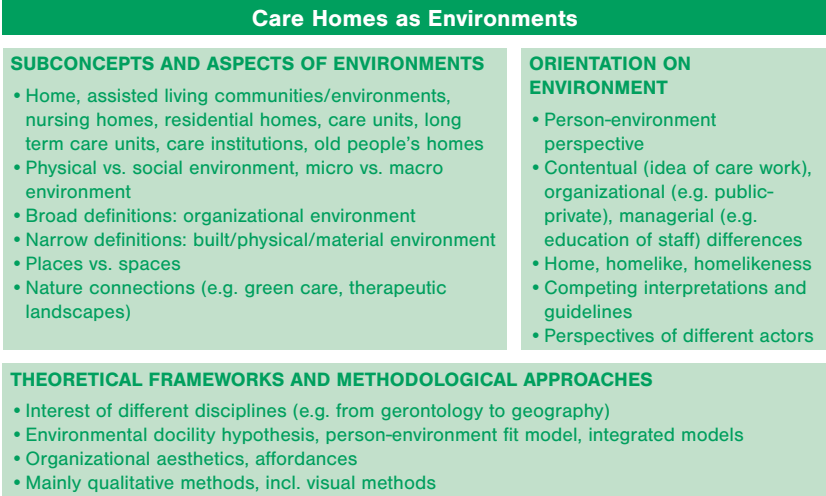 Care Homes as Environments
SUBCONCEPTS AND ASPECTS OF ENVIRONMENTS
• Home, assisted living communities/environments,
nursing homes, residential homes, care units, long
term care units, care institutions, old people's homes
• Physical vs. social environment, micro vs. macro
environment
• Broad definitions: organizational environment
• Narrow definitions: built/physical/material environment
• Places vs. spaces
• Nature connections (e.g. green care, therapeutic
landscapes)
ORIENTATION ON
ENVIRONMENT
• Person-environment
perspective
• Contentual (idea of care work),
organizational (e.g. public-
private), managerial (e.g.
education of staff) differences
• Home, homelike, homelikeness
• Competing interpretations and
guidelines
• Perspectives of different actors
THEORETICAL FRAMEWORKS AND METHODOLOGICAL APPROACHES
• Interest of different disciplines (e.g. from gerontology to geography)
• Environmental docility hypothesis, person-environment fit model, integrated models
• Organizational aesthetics, affordances
• Mainly qualitative methods, incl. visual methods